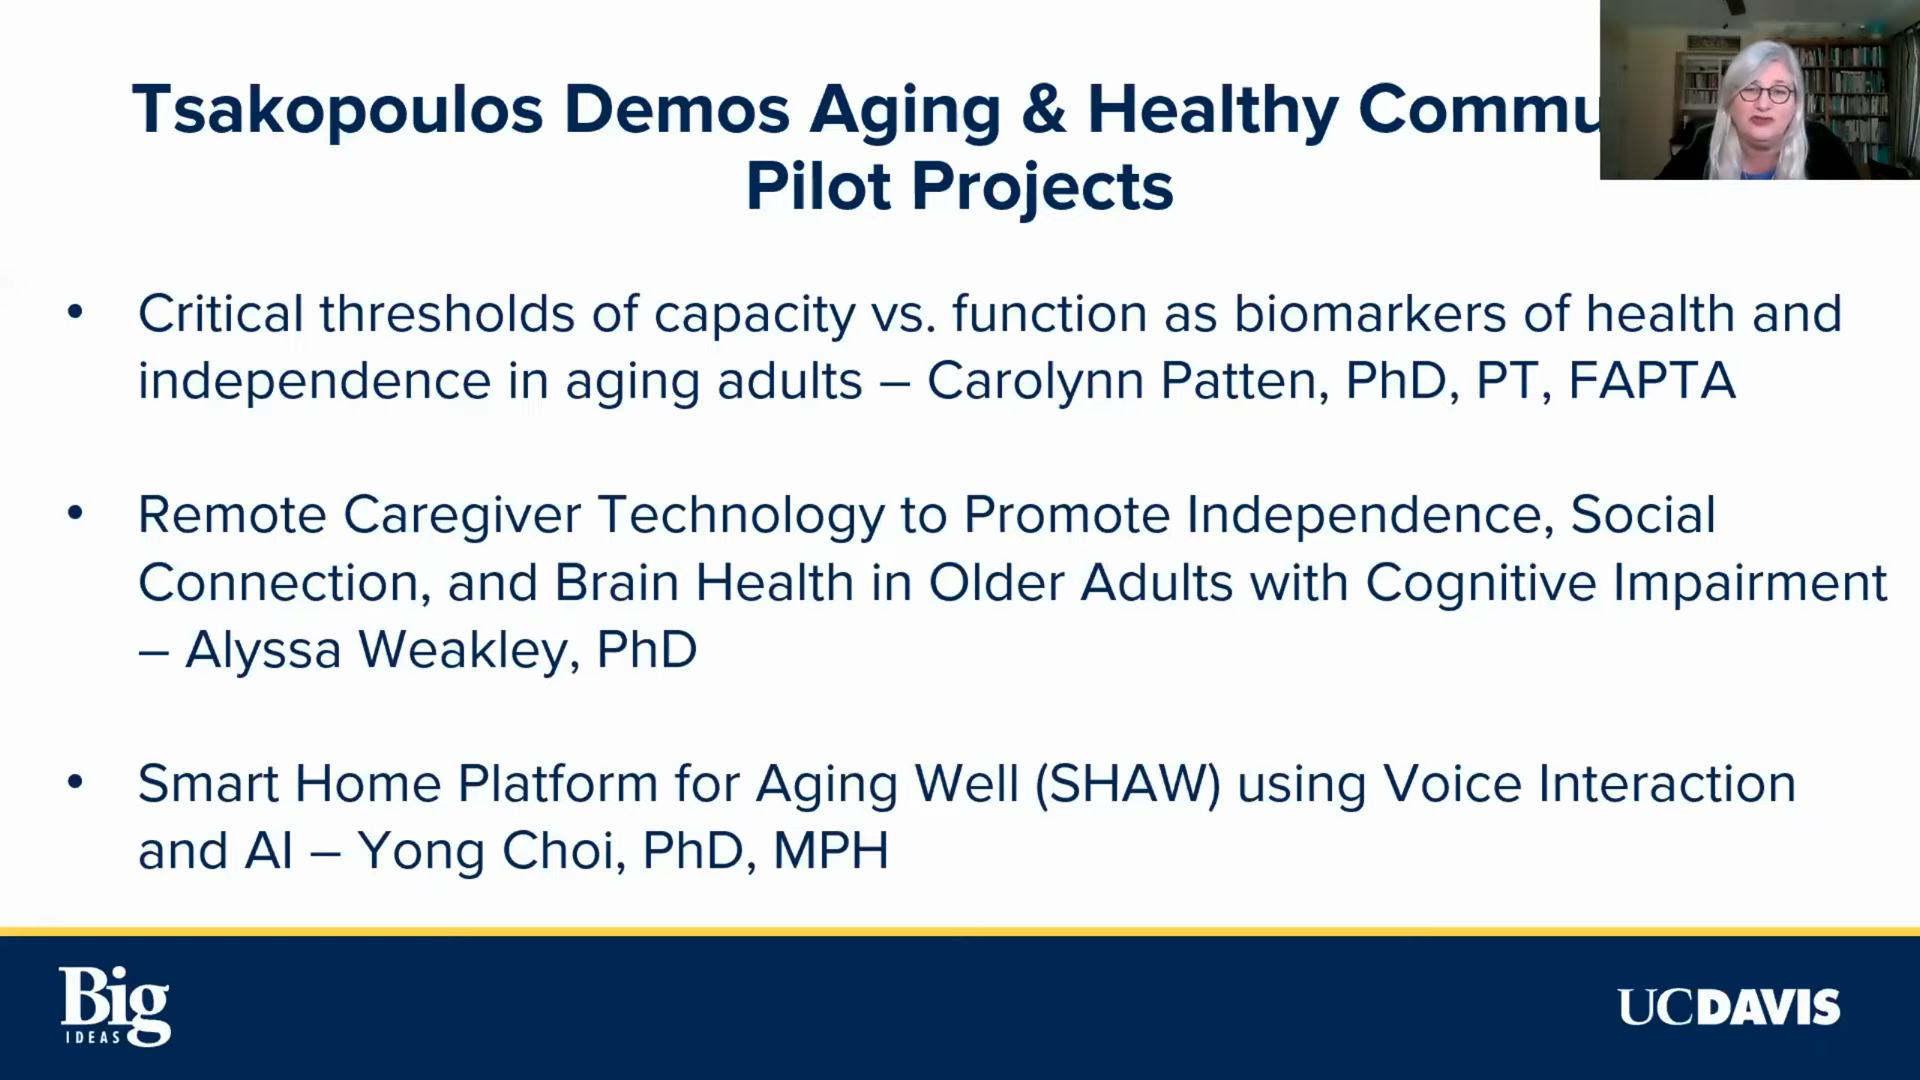 Tsakopoulos Demos Aging & Healthy Commu
Pilot Projects
• Critical thresholds of capacity vs. function as biomarkers of health and
independence in aging adults – Carolynn Patten, PhD, PT, FAPTA
• Remote Caregiver Technology to Promote Independence, Social
Connection, and Brain Health in Older Adults with Cognitive Impairment
– Alyssa Weakley, PhD
• Smart Home Platform for Aging Well (SHAW) using Voice Interaction
and AI – Yong Choi, PhD, MPH
Big
IDEAS
UCDAVIS